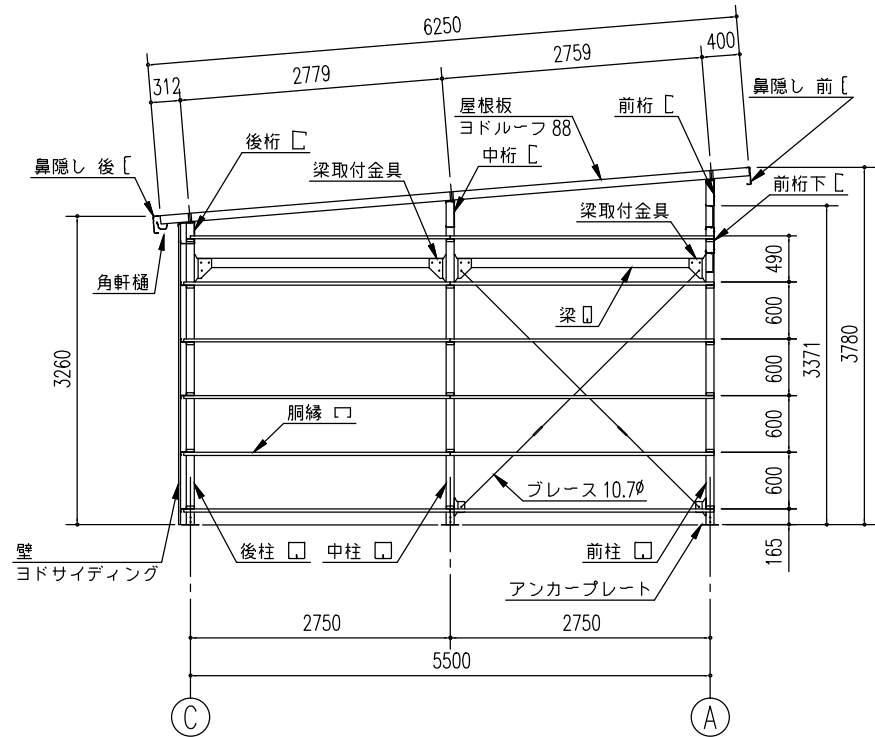 6250
312
2779
2759
400
屋根板
ヨドルーフ 88
前桁
鼻隠し 前
後桁
中桁
鼻隠し 後
梁取付金具
前桁下
梁取付金具
角軒樋
梁
490
600
600
600
600
165
3371
3780
3260
胴縁
ブレース 10.7φ
壁
ヨドサイディング
後柱
中柱
前柱
アンカープレート
2750
2750
5500
C
A